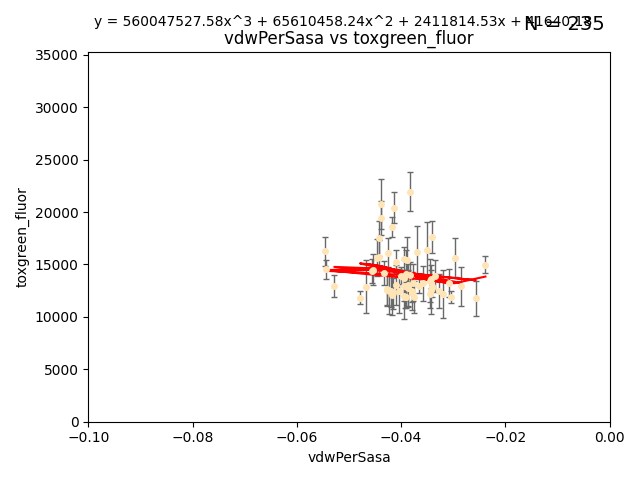 y = 560047527.58x^3 + 65610458.24x^2 + 2411814.53x +
N = 235
vdwPerSasa vs toxgreen_fluor
35000
30000
25000
20000
15000
10000
5000
0
toxgreen_fluor
−0.10
−0.08
−0.06
−0.04
−0.02
0.00
vdwPerSasa